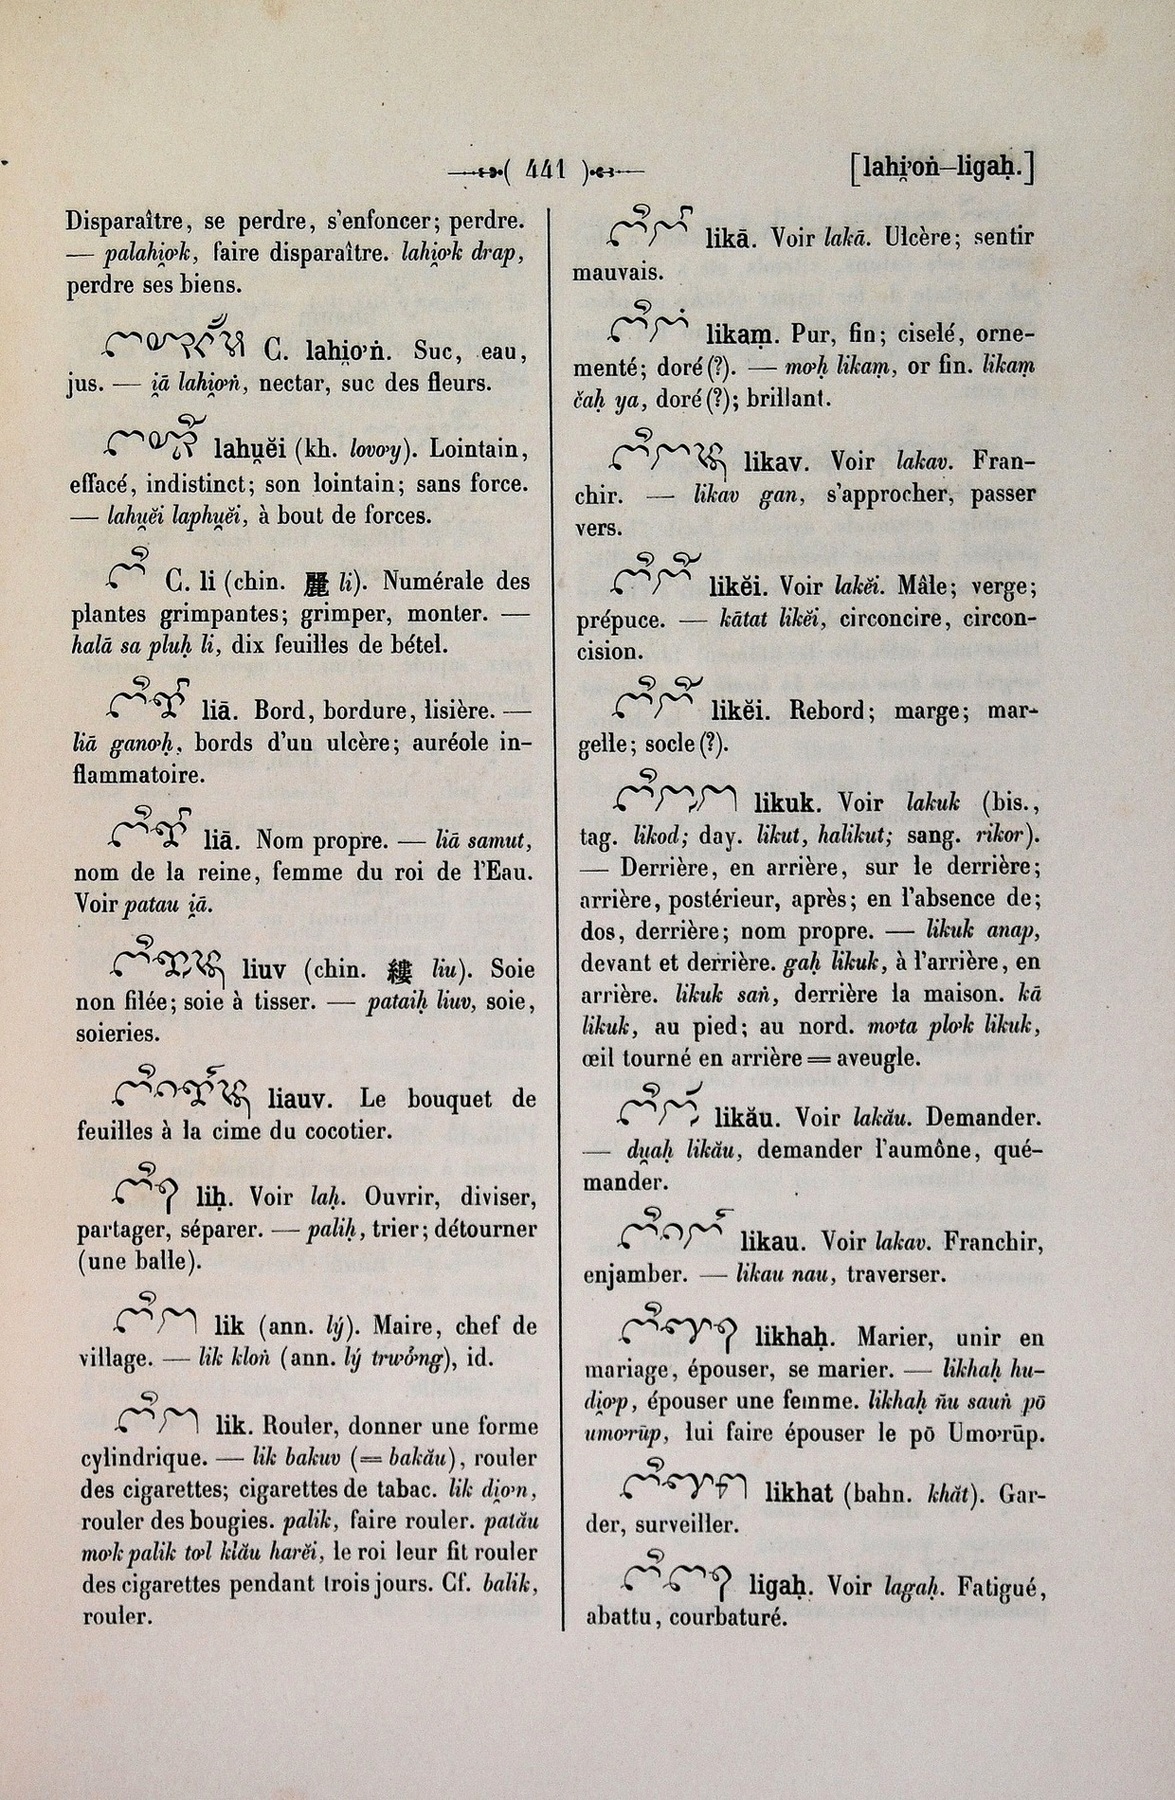 441
[lahi̯o̓ṅ—ligaḥ.]
Disparaître, se perdre, s'enfoncer; perdre.
— palahi̯o̓k, faire disparaître. lahi̯o̓k drap,
perdre ses biens.
C. lahi̯o̓ṅ. Suc, eau,
jus. — i̯ā lahi̯o̓ṅ, nectar, suc des fleurs.
lahu̯ĕi (kh. lovo̓y). Lointain,
effacé, indistinct; son lointain; sans force.
— lahu̯ĕi laphu̯ĕi, à bout de forces.
C. li (chin. 麗 li). Numérale des
plantes grimpantes; grimper, monter. —
halā sa pluḥ li, dix feuilles de bétel.
liā. Bord, bordure, lisière. —
liā gano̓ḥ, bords d'un ulcère; auréole in-
flammatoire.
liā. Nom propre. — liā samut,
nom de la reine, femme du roi de l'Eau.
Voir patau i̯ā.
liuv (chin. 縷 liu). Soie
non filée; soie à tisser. — pataiḥ liuv, soie,
soieries.
liauv. Le bouquet de
feuilles à la cime du cocotier.
liḥ. Voir laḥ. Ouvrir, diviser,
partager, séparer. — paliḥ, trier; détourner
(une balle).
lik (ann. lý). Maire, chef de
village. — lik kloṅ (ann. lý trưởng), id.
lik. Rouler, donner une forme
cylindrique. — lik bakuv (= bakău), rouler
des cigarettes; cigarettes de tabac. lik di̯o̓n,
rouler des bougies. palik, faire rouler. patău
mo̓k palik to̓l klău harĕi, le roi leur fit rouler
des cigarettes pendant trois jours. Cf. balik,
rouler.
likā. Voir lakā. Ulcère; sentir
mauvais.
likaṃ. Pur, fin; ciselé, orne-
menté; doré (?). — mo̓ḥ likaṃ, or fin. likaṃ
čaḥ ya, doré (?); brillant.
likav. Voir lakav. Fran-
chir. — likav gan, s'approcher, passer
vers.
likĕi. Voir lakĕi. Mâle; verge;
prépuce. — kātat likĕi, circoncire, circon-
cision.
likĕi. Rebord; marge; mar-
gelle; socle (?).
likuk. Voir lakuk (bis.,
tag. likod; day. likut, halikut; sang. rikor).
— Derrière, en arrière, sur le derrière;
arrière, postérieur, après; en l'absence de;
dos, derrière; nom propre. — likuk anap,
devant et derrière. gaḥ likuk, à l'arrière, en
arrière. likuk saṅ, derrière la maison. kā
likuk, au pied; au nord. mo̓ta plo̓k likuk,
œil tourné en arrière = aveugle.
likău. Voir lakău. Demander.
— du̯aḥ likău, demander l'aumône, qué-
mander.
likau. Voir lakav. Franchir,
enjamber. — likau nau, traverser.
likhaḥ. Marier, unir en
mariage, épouser, se marier. — likhaḥ hu-
di̯o̓p, épouser une femme. likhaḥ ñu sauṅ pō
umo̓rūp, lui faire épouser le pō Umo̓rūp.
likhat (bahn. khăt). Gar-
der, surveiller.
ligaḥ. Voir lagaḥ. Fatigué,
abattu, courbaturé.